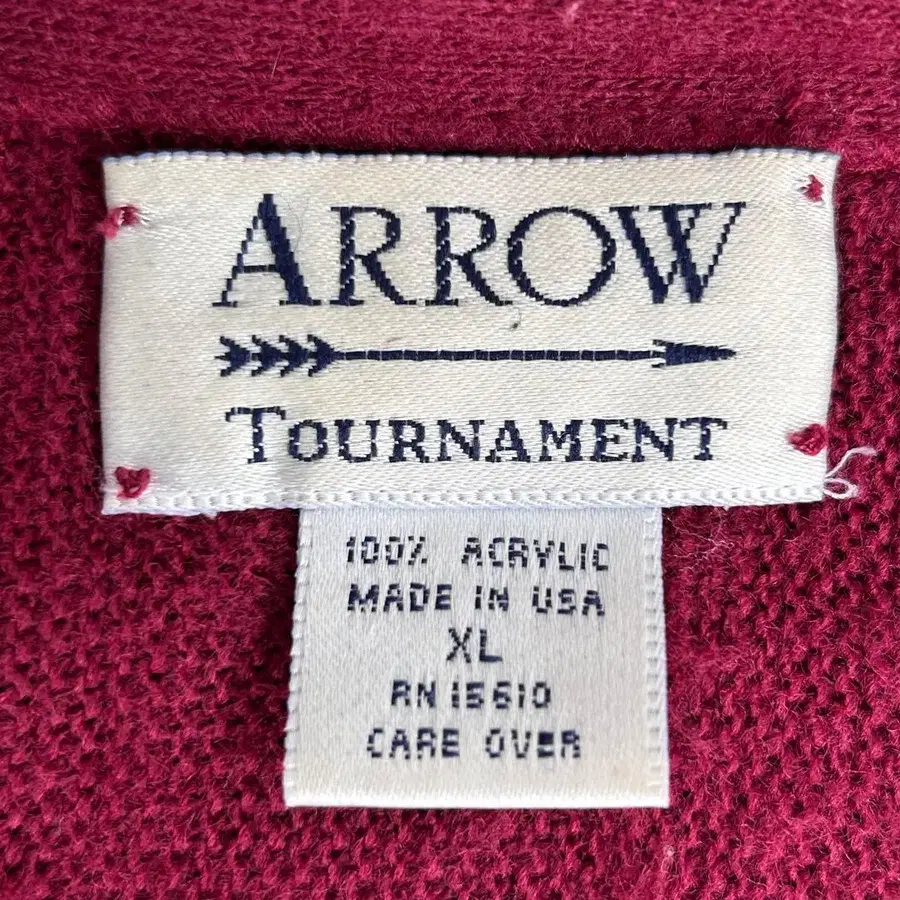 ARROW
TOURNAMENT
100% ACRYLIC
MADE IN USA
XL
RN 15610
CARE OVER